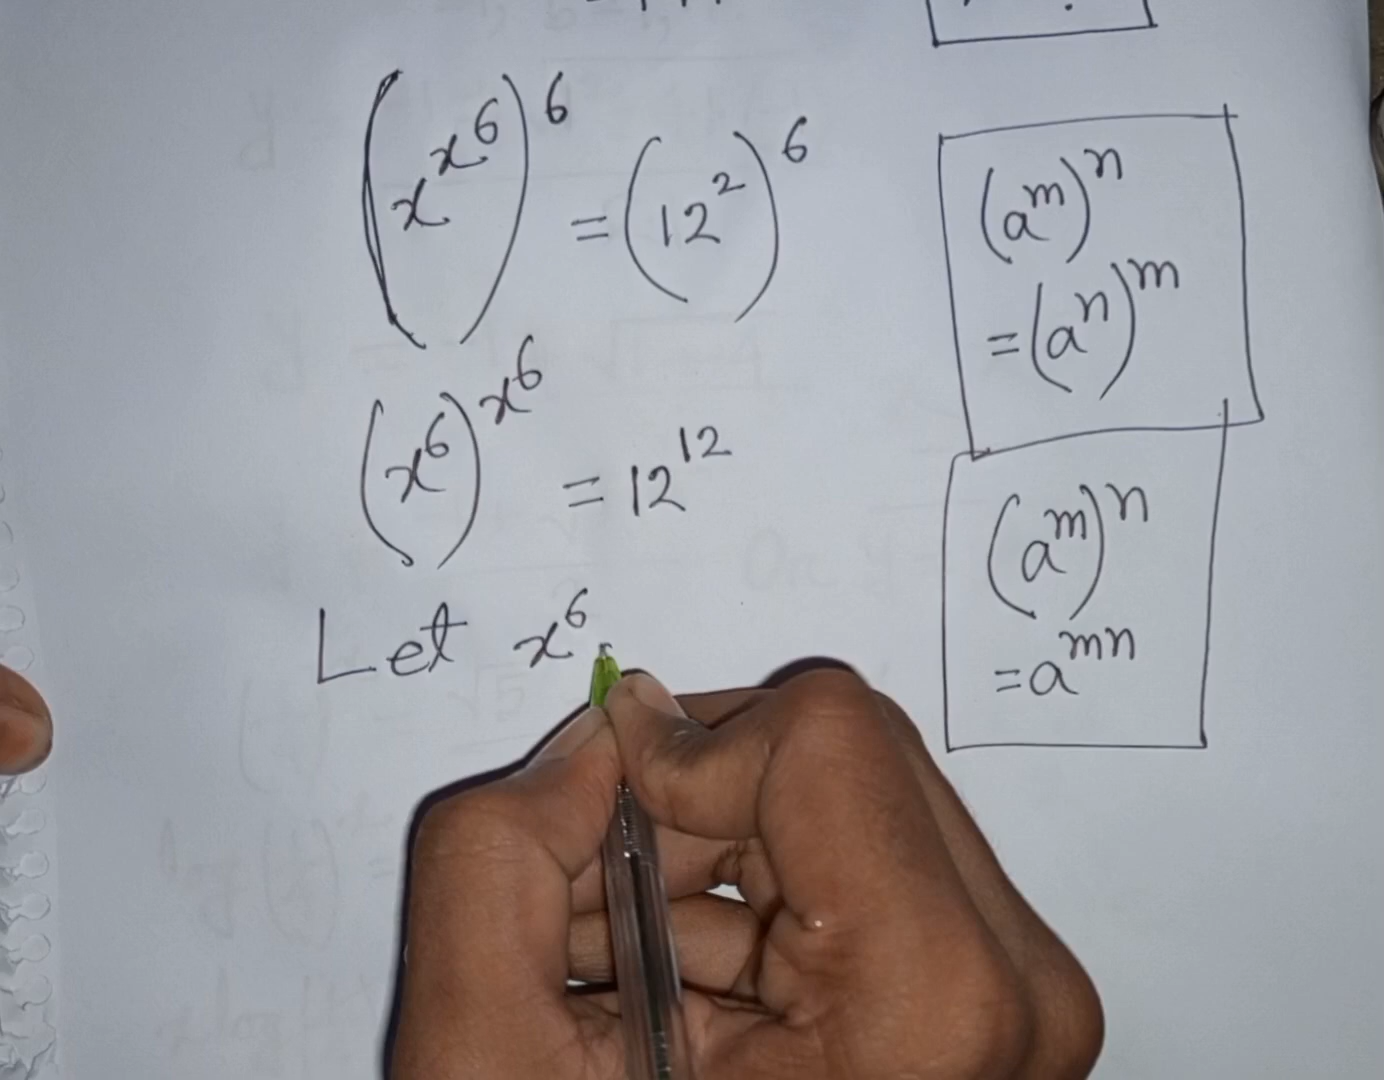 (x^{x^6})^6 = (12^2)^6
(x^6)^{x^6} = 12^{12}
Let x^6
(a^m)^n
= (a^n)^m
(a^m)^n
= a^{mn}